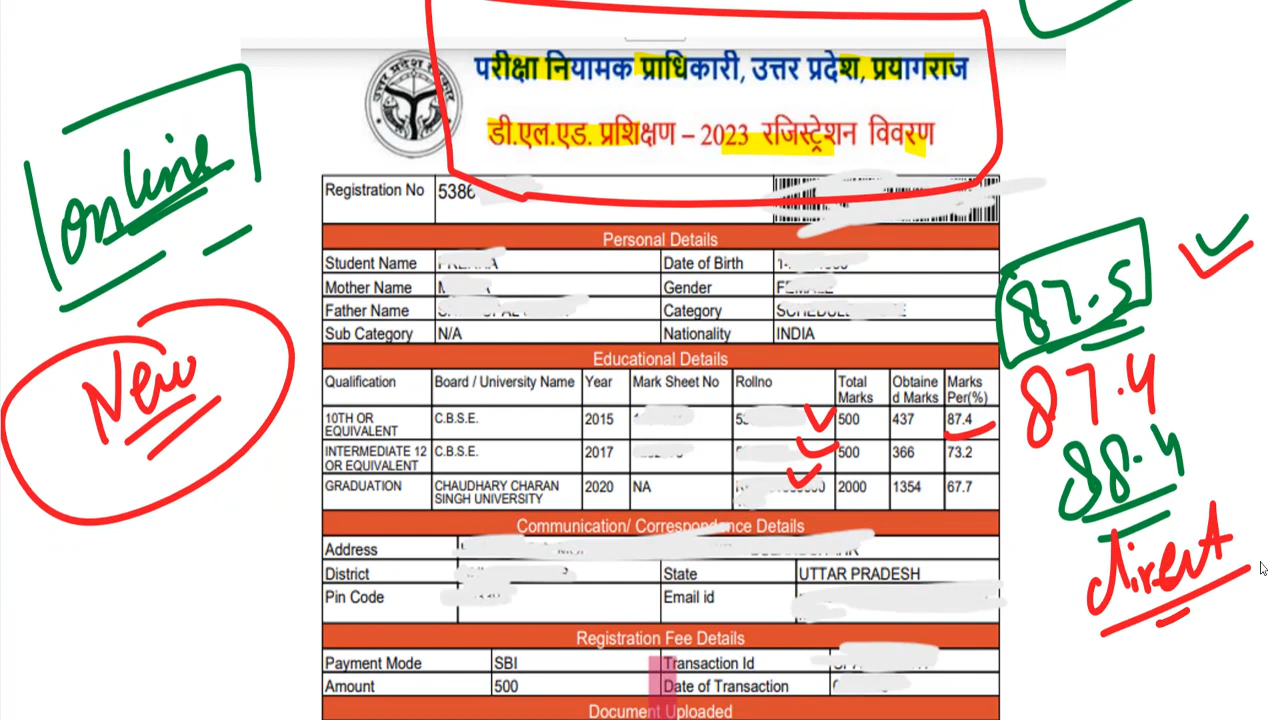 परीक्षा नियामक प्राधिकारी, उत्तर प्रदेश, प्रयागराज
डी.एल.एड. प्रशिक्षण – 2023 रजिस्ट्रेशन विवरण
उत्तर प्रदेश सरकार
online
New
Registration No 5386
Personal Details
Student Name Date of Birth
Mother Name Gender
Father Name Category
Sub Category N/A Nationality INDIA
Educational Details
Qualification Board / University Name Year Mark Sheet No Rollno Total Marks Obtained Marks Marks Per(%)
10TH OR EQUIVALENT C.B.S.E. 2015 500 437 87.4
INTERMEDIATE 12 OR EQUIVALENT C.B.S.E. 2017 500 366 73.2
GRADUATION CHAUDHARY CHARAN SINGH UNIVERSITY 2020 NA 2000 1354 67.7
Communication/ Correspondence Details
Address
District State UTTAR PRADESH
Pin Code Email id
Registration Fee Details
Payment Mode SBI Transaction Id
Amount 500 Date of Transaction
Document Uploaded
87.5
87.4
88.4
direct